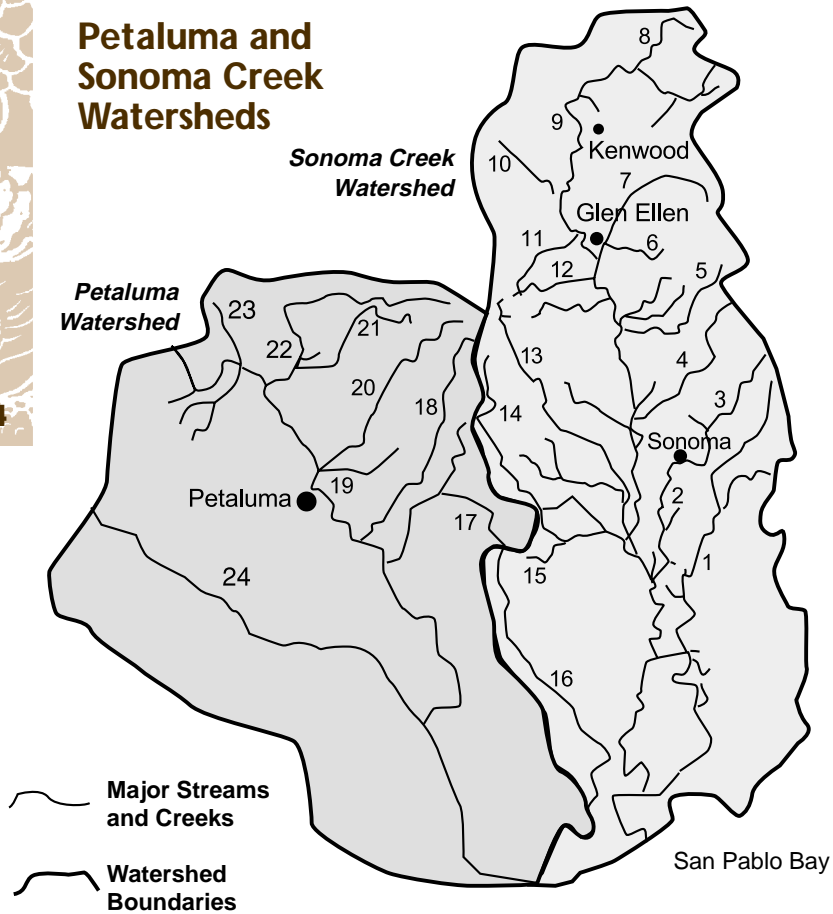 Petaluma and
Sonoma Creek
Watersheds
Sonoma Creek
Watershed
Petaluma
Watershed
8
9
Kenwood
10
7
Glen Ellen
11
6
12
5
23
22
21
13
4
20
18
3
14
Sonoma
19
Petaluma
2
17
1
15
24
16
4
Major Streams
and Creeks
Watershed
Boundaries
San Pablo Bay